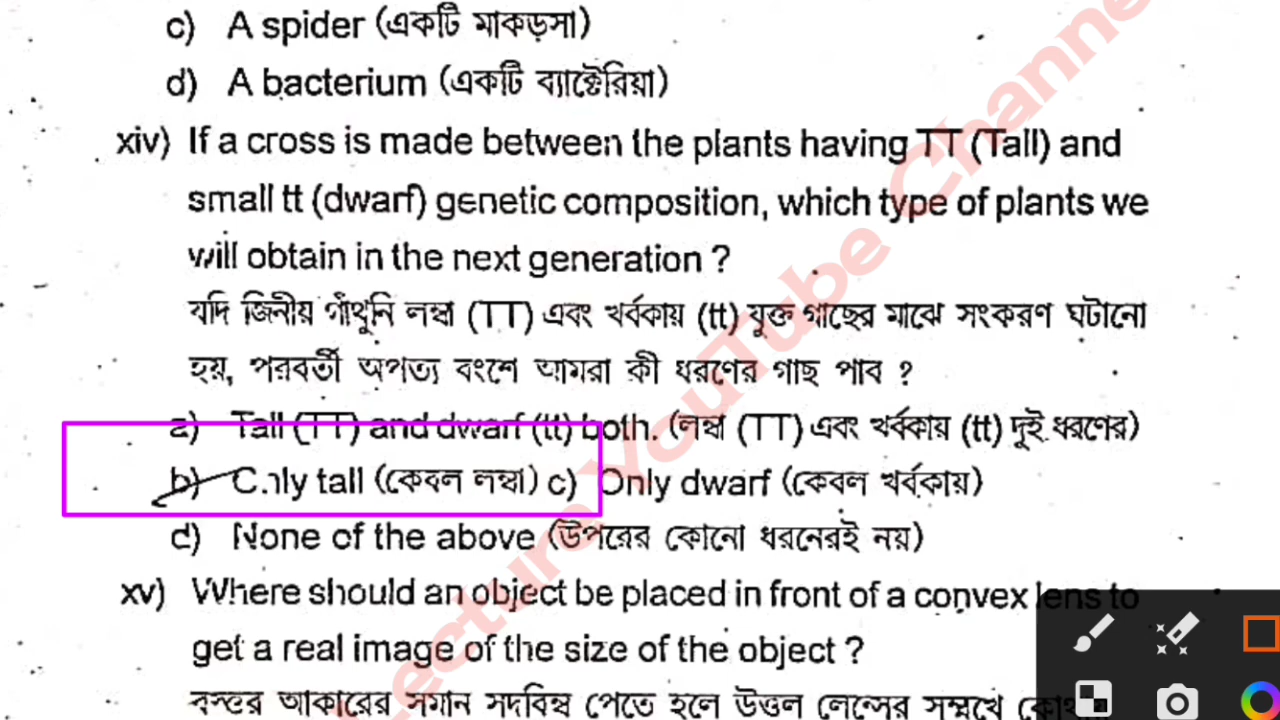 c) A spider (একটি মাকড়সা)
d) A bacterium (একটি ব্যাক্টেরিয়া)
xiv) If a cross is made between the plants having TT (Tall) and
small tt (dwarf) genetic composition, which type of plants we
will obtain in the next generation ?
যদি জিনীয় গাঁথুনি লম্বা (TT) এবং খর্বকায় (tt) যুক্ত গাছের মাঝে সংকরণ ঘটানো
হয়, পরবর্তী অপত্য বংশে আমরা কী ধরণের গাছ পাব ?
a) Tall (TT) and dwarf (tt) both. (লম্বা (TT) এবং খর্বকায় (tt) দুই ধরণের)
b) Only tall (কেবল লম্বা) c) Only dwarf (কেবল খর্বকায়)
d) None of the above (উপরের কোনো ধরনেরই নয়)
xv) Where should an object be placed in front of a convex lens to
get a real image of the size of the object ?
বস্তুর আকারের সমান সদবিম্ব পেতে হলে উত্তল লেন্সের সম্মুখে
Lecture YouTube Channe